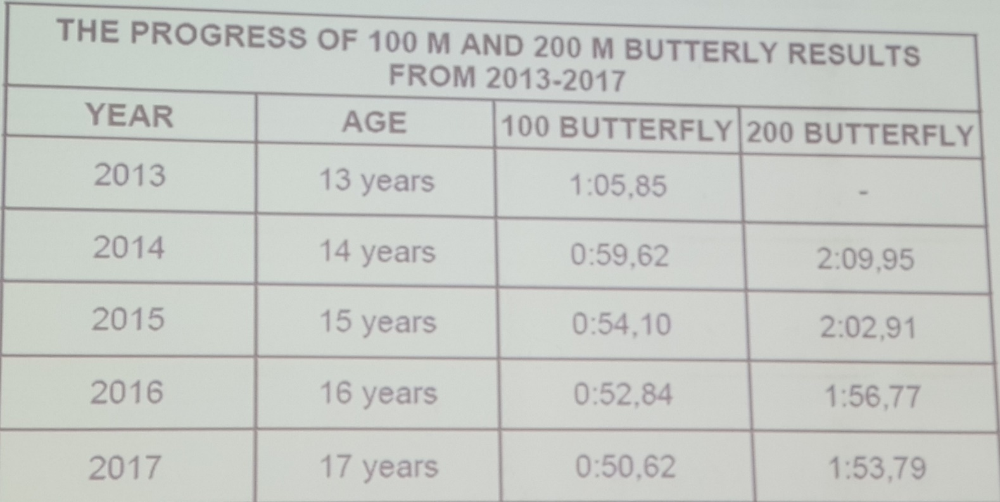 THE PROGRESS OF 100 M AND 200 M BUTTERLY RESULTS
FROM 2013-2017
YEAR AGE 100 BUTTERFLY 200 BUTTERFLY
2013 13 years 1:05,85 -
2014 14 years 0:59,62 2:09,95
2015 15 years 0:54,10 2:02,91
2016 16 years 0:52,84 1:56,77
2017 17 years 0:50,62 1:53,79